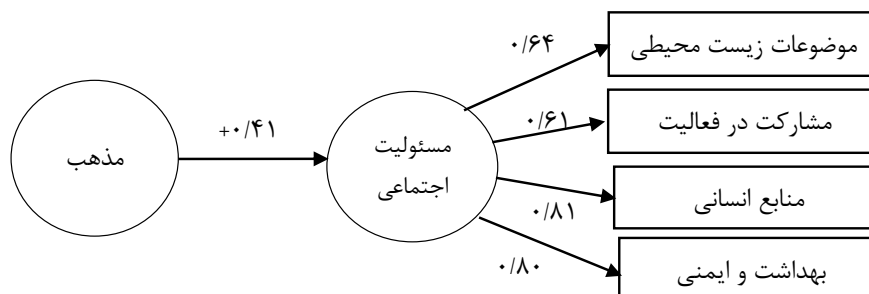 ۰/۶۴
موضوعات زیست محیطی
+۰/۴۱
۰/۶۱
مشارکت در فعالیت
مذهب
مسئولیت
اجتماعی
منابع انسانی
۰/۸۱
بهداشت و ایمنی
۰/۸۰